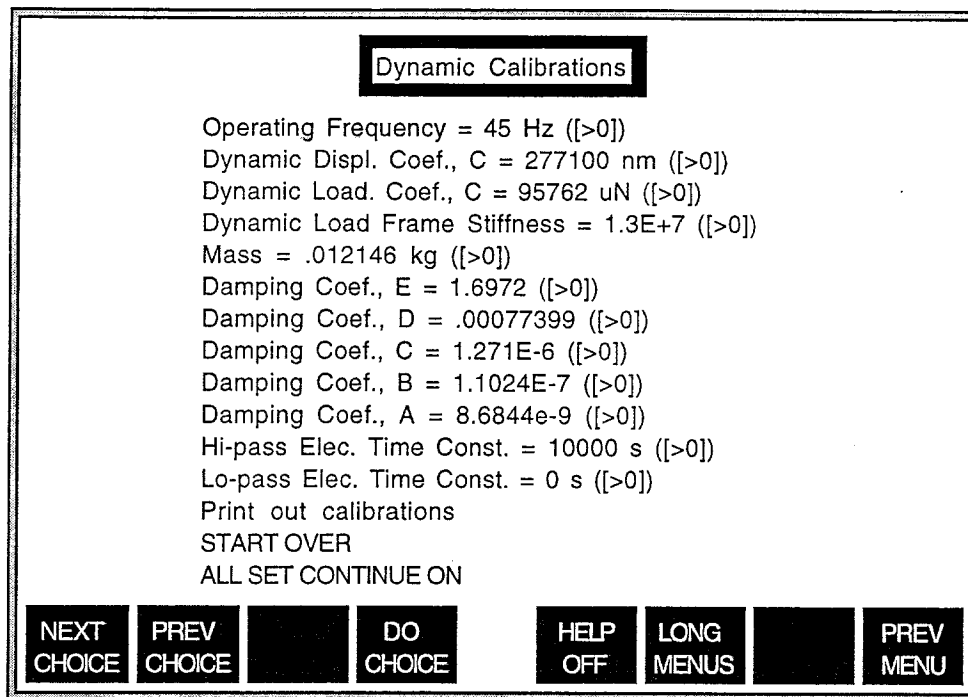 Dynamic Calibrations
Operating Frequency = 45 Hz ([>0])
Dynamic Displ. Coef., C = 277100 nm ([>0])
Dynamic Load. Coef., C = 95762 uN ([>0])
Dynamic Load Frame Stiffness = 1.3E+7 ([>0])
Mass = .012146 kg ([>0])
Damping Coef., E = 1.6972 ([>0])
Damping Coef., D = .00077399 ([>0])
Damping Coef., C = 1.271E-6 ([>0])
Damping Coef., B = 1.1024E-7 ([>0])
Damping Coef., A = 8.6844e-9 ([>0])
Hi-pass Elec. Time Const. = 10000 s ([>0])
Lo-pass Elec. Time Const. = 0 s ([>0])
Print out calibrations
START OVER
ALL SET CONTINUE ON
NEXT CHOICE
PREV CHOICE
DO CHOICE
HELP OFF
LONG MENUS
PREV MENU